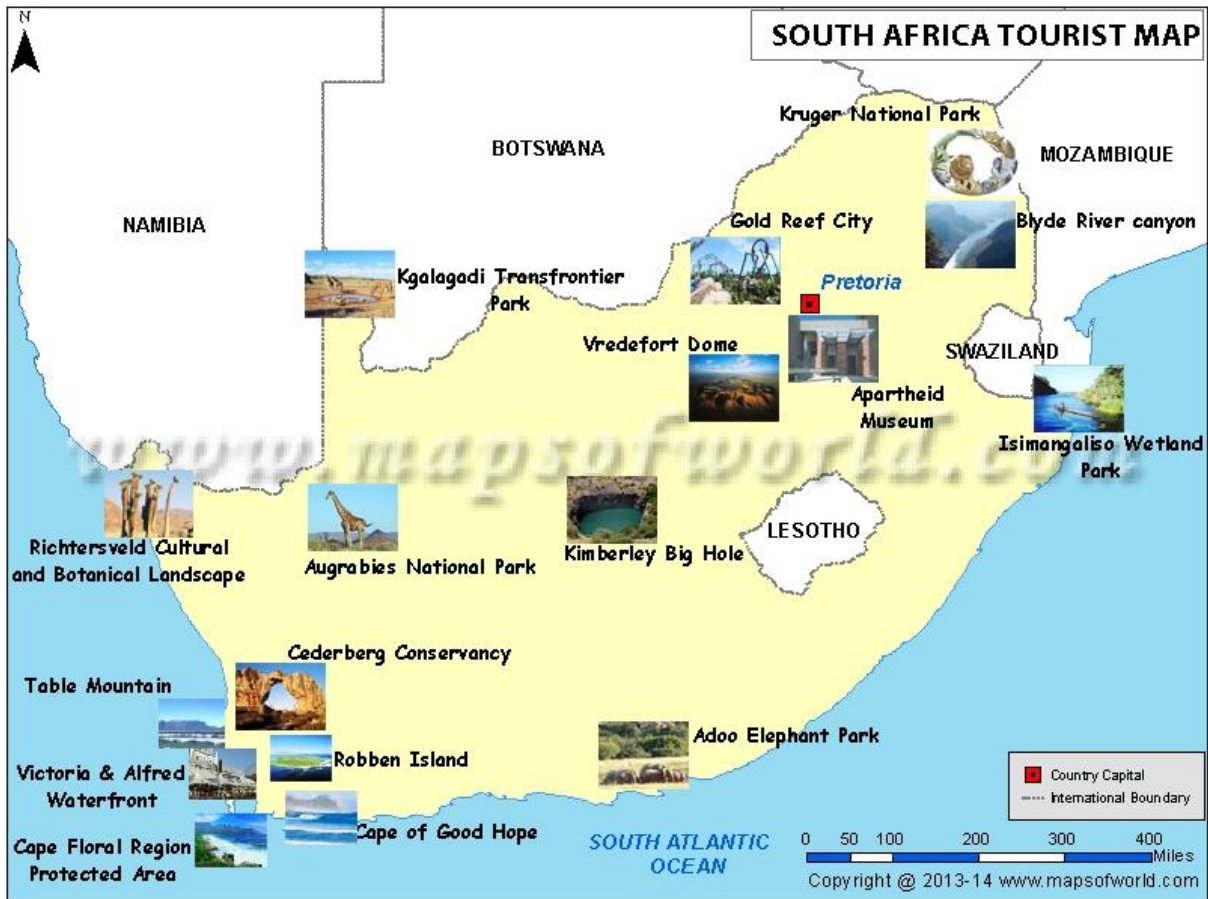 N
SOUTH AFRICA TOURIST MAP
Kruger National Park
BOTSWANA
MOZAMBIQUE
NAMIBIA
Gold Reef City
Blyde River canyon
Kgalagadi Transfrontier
Park
Pretoria
Vredefort Dome
SWAZILAND
Apartheid
Museum
www.mapsofworld.com
Isimangaliso Wetland
Park
LESOTHO
Richtersveld Cultural
and Botanical Landscape
Augrabies National Park
Kimberley Big Hole
Cederberg Conservancy
Table Mountain
Adoo Elephant Park
Robben Island
Victoria & Alfred
Waterfront
Cape of Good Hope
Cape Floral Region
Protected Area
SOUTH ATLANTIC
OCEAN
Country Capital
International Boundary
0 50 100 200 300 400
Miles
Copyright @ 2013-14 www.mapsofworld.com